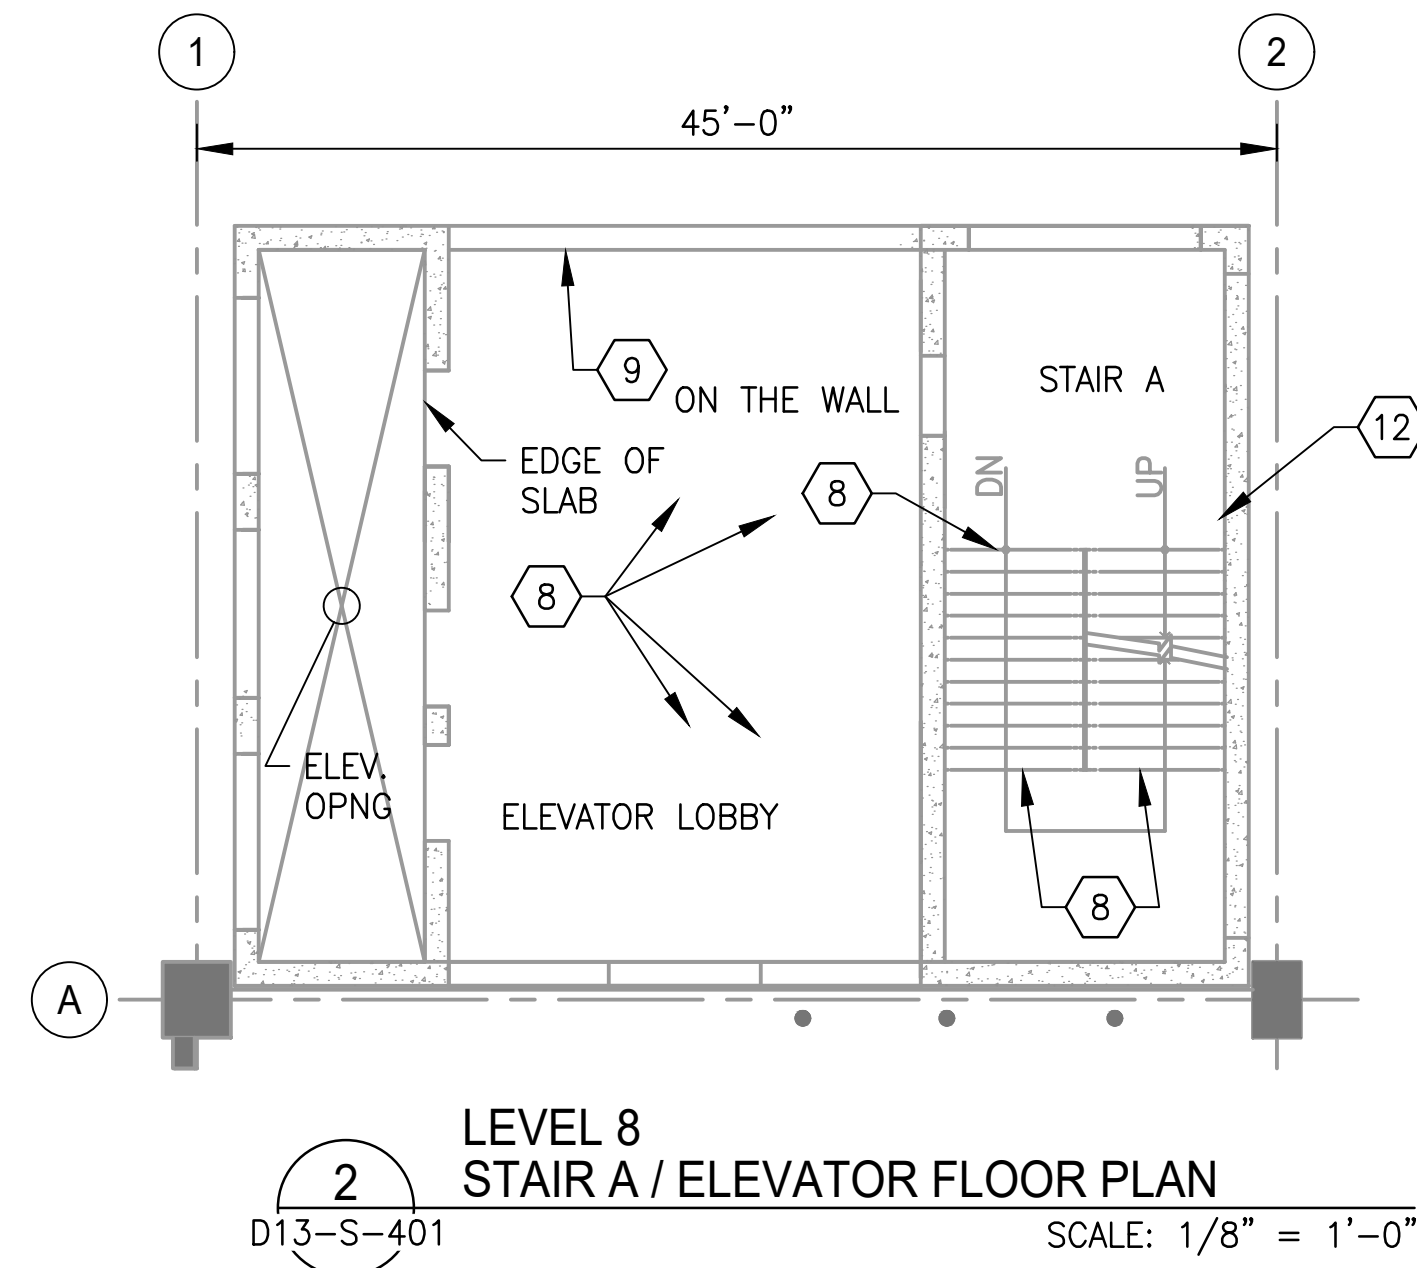 1
2
45'-0"
9
ON THE WALL
STAIR A
12
EDGE OF
SLAB
8
DN
UP
8
ELEV.
OPNG
ELEVATOR LOBBY
8
A
LEVEL 8
2
STAIR A / ELEVATOR FLOOR PLAN
D13-S-401
SCALE: 1/8" = 1'-0"